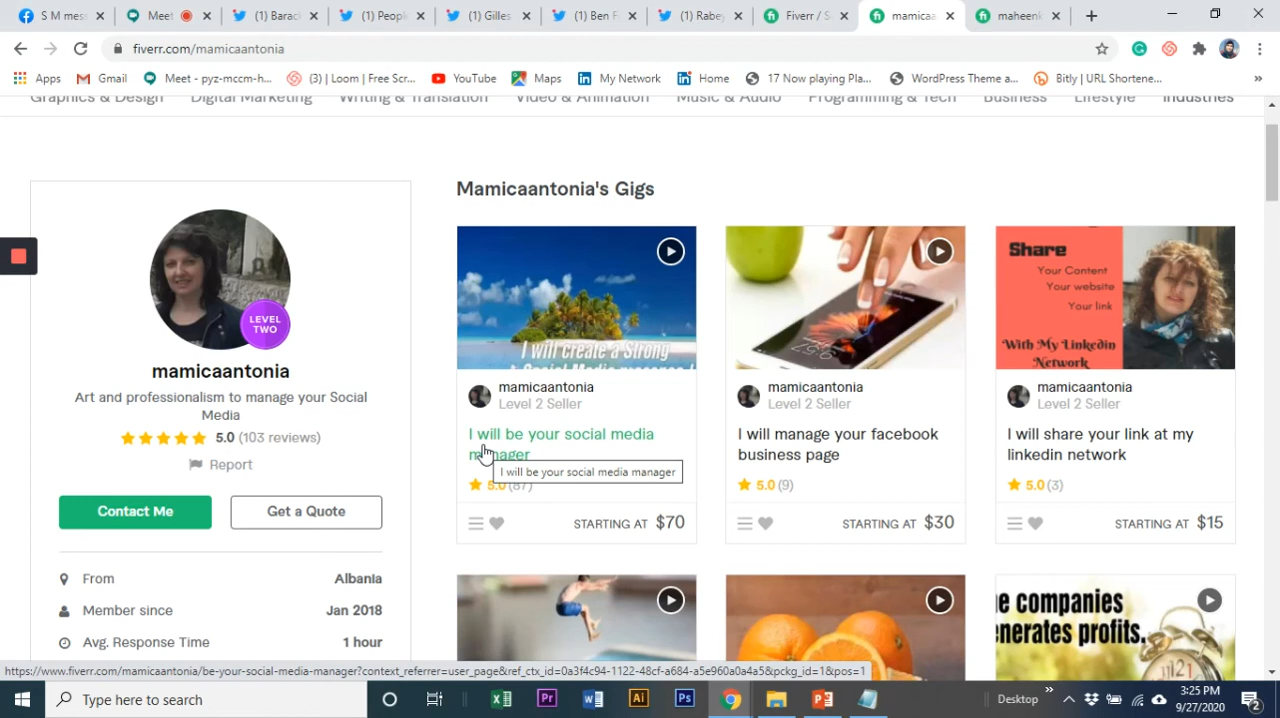 S M mess
Meet
(1) Barac
(1) People
(1) Gilles
(1) Ben F
(1) Rabey
Fiverr / S
mamicaa
maheenk
fiverr.com/mamicaantonia
Apps
Gmail
Meet - pyz-mccm-h...
(3) | Loom | Free Scr...
YouTube
Maps
My Network
Home
17 Now playing Pla...
WordPress Theme a...
Bitly | URL Shortene...
Graphics & Design
Digital Marketing
Writing & Translation
Video & Animation
Music & Audio
Programming & Tech
Business
Lifestyle
Industries
LEVEL
TWO
mamicaantonia
Art and professionalism to manage your Social
Media
5.0 (103 reviews)
Report
Contact Me
Get a Quote
From
Albania
Member since
Jan 2018
Avg. Response Time
1 hour
Mamicaantonia's Gigs
I will create a Strong
Social Media presence
mamicaantonia
Level 2 Seller
I will be your social media
manager
I will be your social media manager
5.0 (87)
STARTING AT $70
mamicaantonia
Level 2 Seller
I will manage your facebook
business page
5.0 (9)
STARTING AT $30
Share
Your Content
Your website
Your link
With My Linkedin
Network
mamicaantonia
Level 2 Seller
I will share your link at my
linkedin network
5.0 (3)
STARTING AT $15
companies
profits.
https://www.fiverr.com/mamicaantonia/be-your-social-media-manager?context_referrer=user_page&ref_ctx_id=0a3f4c94-1122-48cf-a684-a5e960a0a4a5&pckg_id=1&pos=1
Type here to search
Desktop
3:25 PM
9/27/2020
2